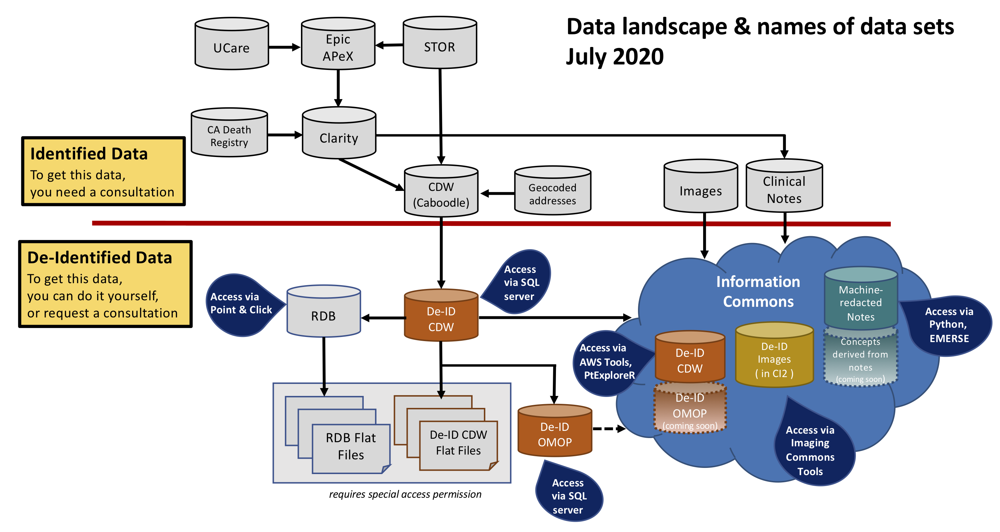 Data landscape & names of data sets
July 2020
UCare
Epic
APeX
STOR
CA Death
Registry
Clarity
Identified Data
To get this data,
you need a consultation
CDW
(Caboodle)
Geocoded
addresses
Images
Clinical
Notes
De-Identified Data
To get this data,
you can do it yourself,
or request a consultation
Access via
Point & Click
RDB
De-ID
CDW
Access
via SQL
server
Information
Commons
Machine-
redacted
Notes
Access via
Python,
EMERSE
Concepts
derived from
notes
(coming soon)
Access via
AWS Tools,
PtExploreR
De-ID
CDW
De-ID
Images
( in CI2 )
De-ID
OMOP
(coming soon)
RDB Flat
Files
De-ID CDW
Flat Files
requires special access permission
De-ID
OMOP
Access
via SQL
server
Access via
Imaging
Commons
Tools